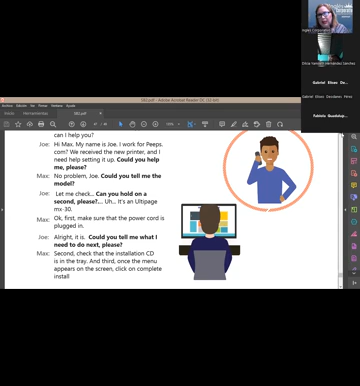 can I help you?
Joe: Hi Max. My name is Joe. I work for Peeps.
com? We received the new printer, and I
need help setting it up. Could you help
me, please?
Max: No problem, Joe. Could you tell me the
model?
Joe: Let me check... Can you hold on a
second, please?... Uh... It's an Ultipage
mx-30.
Max: Ok, first, make sure that the power cord is
plugged in.
Joe: Alright, it is. Could you tell me what I
need to do next, please?
Max: Second, check that the installation CD
is in the tray. And third, once the menu
appears on the screen, click on complete
install
Inicio
Herramientas